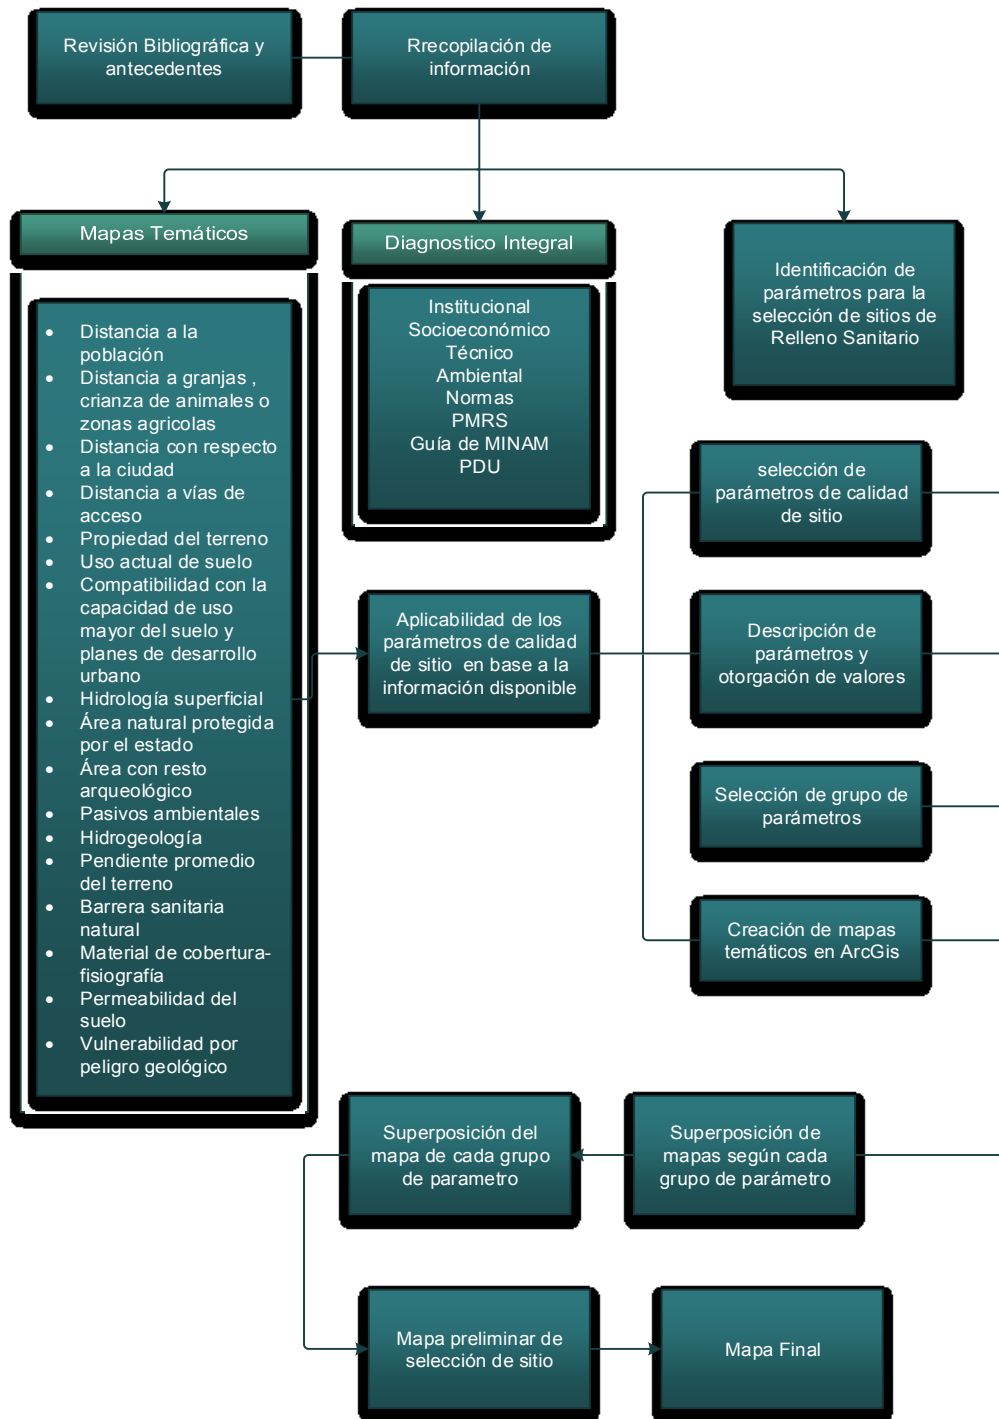 Revisión Bibliográfica y
antecedentes
Rrecopilación de
información
Mapas Temáticos
Distancia a la
población
Distancia a granjas ,
crianza de animales o
zonas agricolas
Distancia con respecto
a la ciudad
Distancia a vías de
acceso
Propiedad del terreno
Uso actual de suelo
Compatibilidad con la
capacidad de uso
mayor del suelo y
planes de desarrollo
urbano
Hidrología superficial
Área natural protegida
por el estado
Área con resto
arqueológico
Pasivos ambientales
Hidrogeología
Pendiente promedio
del terreno
Barrera sanitaria
natural
Material de cobertura-
fisiografía
Permeabilidad del
suelo
Vulnerabilidad por
peligro geológico
Diagnostico Integral
Institucional
Socioeconómico
Técnico
Ambiental
Normas
PMRS
Guía de MINAM
PDU
Identificación de
parámetros para la
selección de sitios de
Relleno Sanitario
Aplicabilidad de los
parámetros de calidad
de sitio en base a la
información disponible
selección de
parámetros de calidad
de sitio
Descripción de
parámetros y
otorgación de valores
Selección de grupo de
parámetros
Creación de mapas
temáticos en ArcGis
Superposición de
mapas según cada
grupo de parámetro
Superposición del
mapa de cada grupo
de parametro
Mapa preliminar de
selección de sitio
Mapa Final